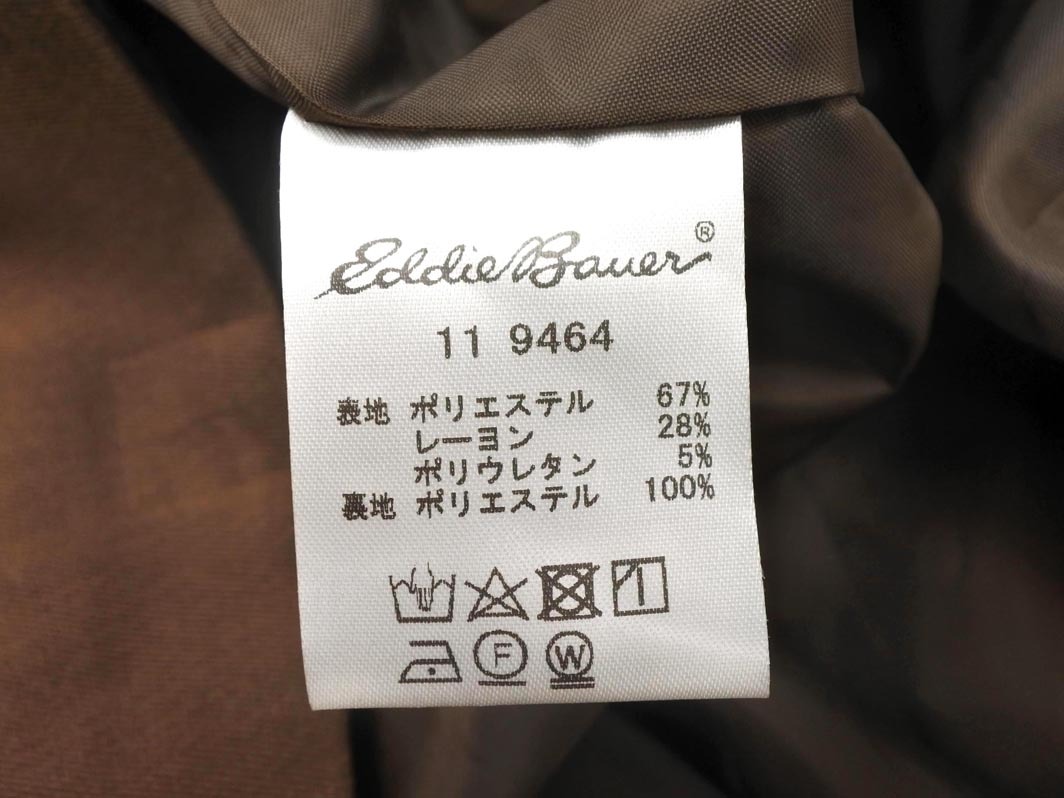 Eddie Bauer®
11 9464
表地 ポリエステル 67%
レーヨン 28%
ポリウレタン 5%
裏地 ポリエステル 100%
F W